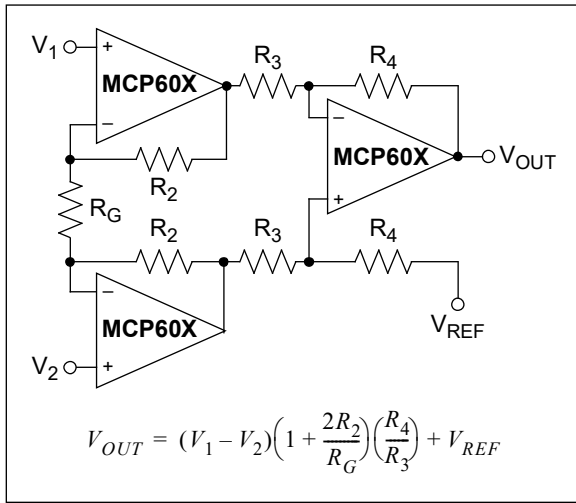 V1
+
MCP60X
−
R3
R4
R2
−
MCP60X
+
VOUT
RG
R2
R3
R4
−
MCP60X
+
V2
VREF
VOUT = (V1 – V2)(1 + 2R2/RG)(R4/R3) + VREF